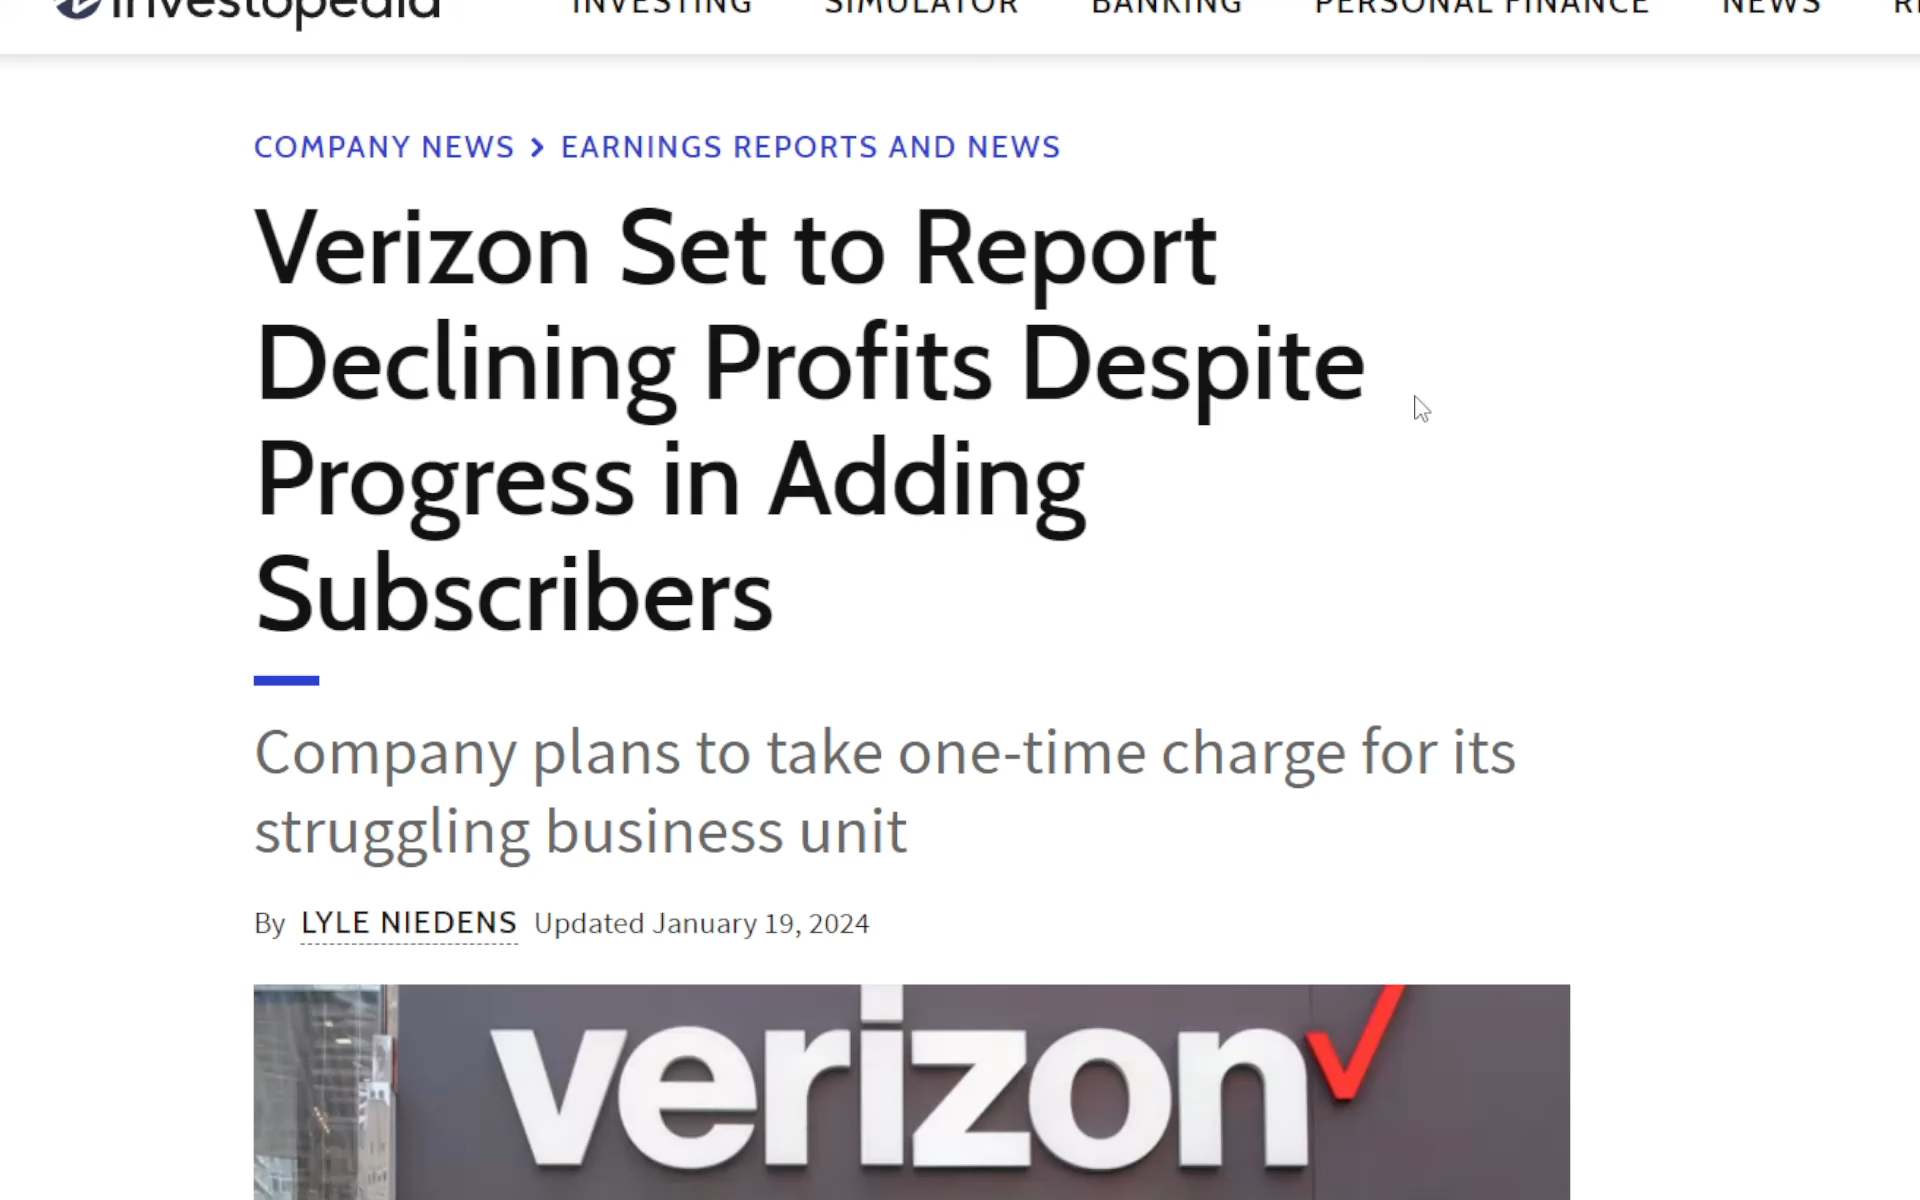 investopedia
INVESTING SIMULATOR BANKING PERSONAL FINANCE NEWS
COMPANY NEWS > EARNINGS REPORTS AND NEWS
Verizon Set to Report
Declining Profits Despite
Progress in Adding
Subscribers
Company plans to take one-time charge for its
struggling business unit
By LYLE NIEDENS Updated January 19, 2024
verizon